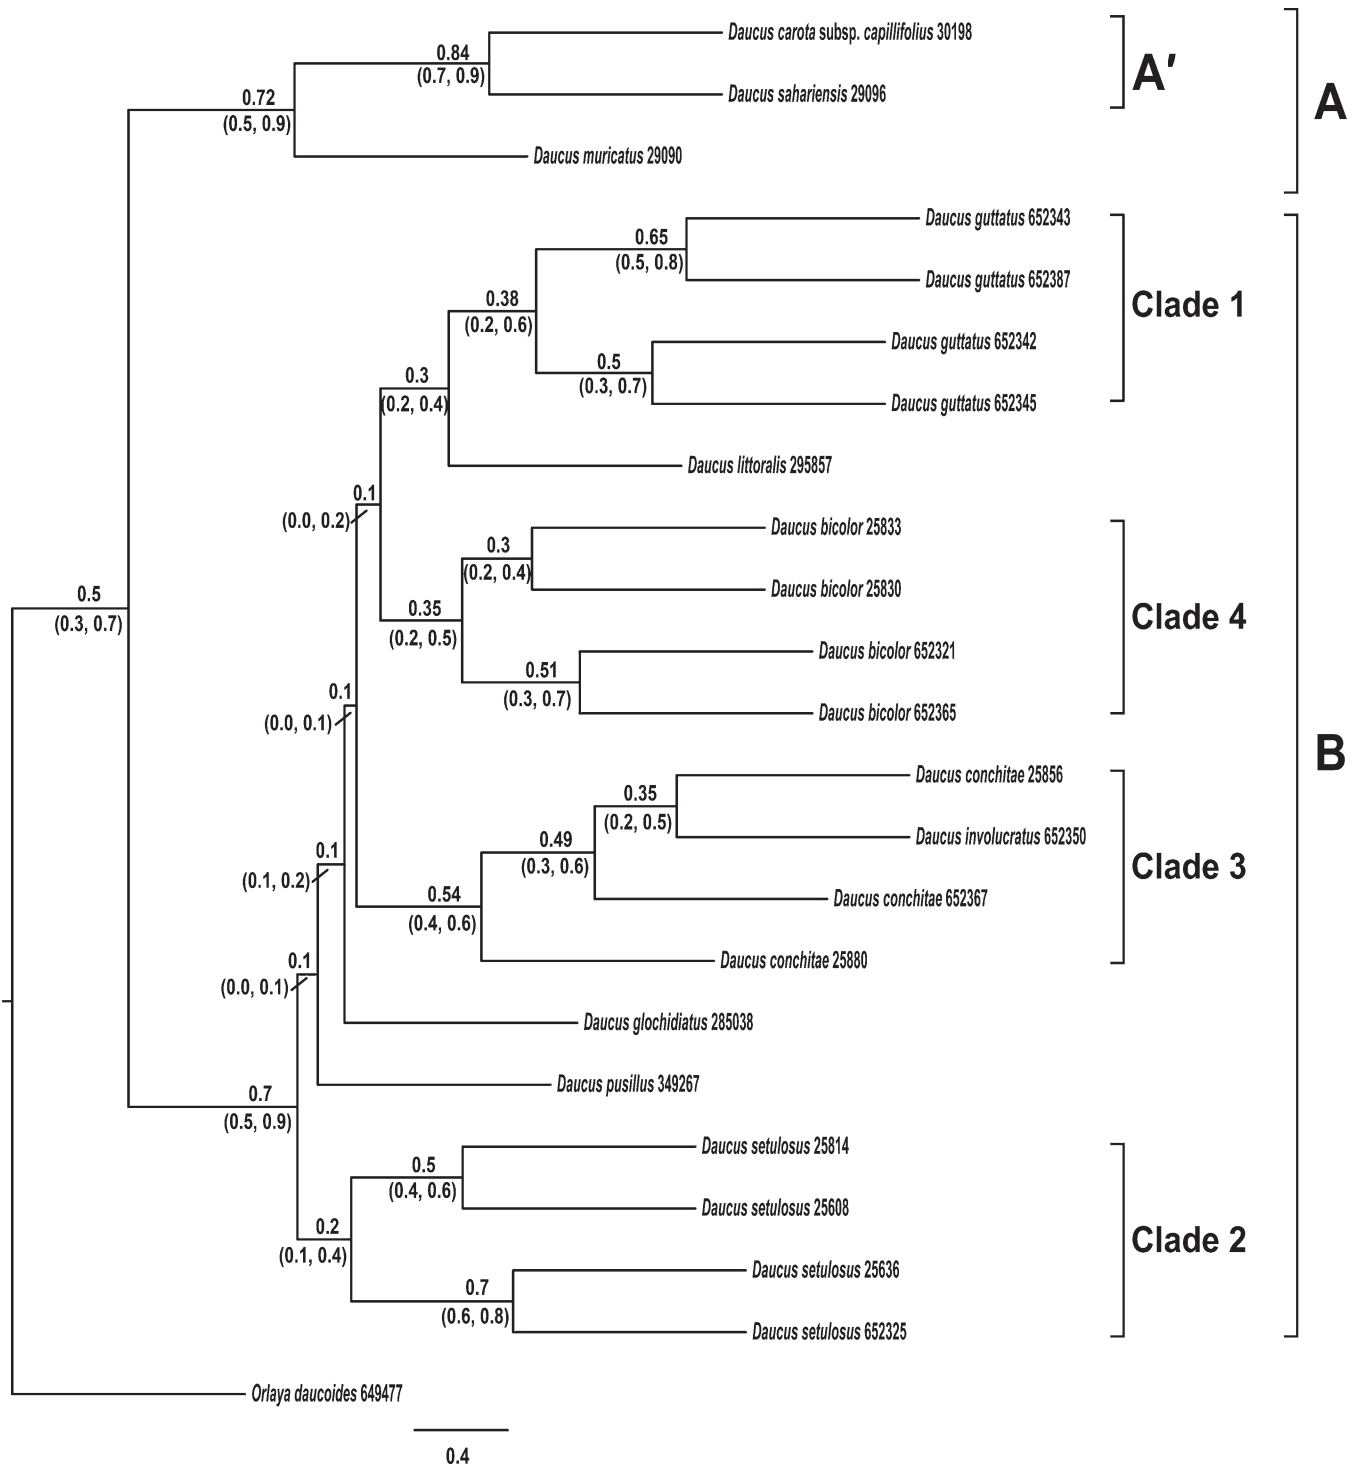 Daucus carota subsp. capillifolius 30198
0.84
(0.7, 0.9)
A′
Daucus sahariensis 29096
0.72
(0.5, 0.9)
A
Daucus muricatus 29090
Daucus guttatus 652343
0.65
(0.5, 0.8)
Daucus guttatus 652387
0.38
(0.2, 0.6)
Clade 1
Daucus guttatus 652342
0.5
(0.3, 0.7)
0.3
(0.2, 0.4)
Daucus guttatus 652345
Daucus littoralis 295857
0.1
(0.0, 0.2)
Daucus bicolor 25833
0.3
(0.2, 0.4)
Daucus bicolor 25830
0.5
(0.3, 0.7)
0.35
(0.2, 0.5)
Clade 4
Daucus bicolor 652321
0.51
(0.3, 0.7)
Daucus bicolor 652365
0.1
(0.0, 0.1)
B
Daucus conchitae 25856
0.35
(0.2, 0.5)
Daucus involucratus 652350
0.49
(0.3, 0.6)
Clade 3
0.1
(0.1, 0.2)
Daucus conchitae 652367
0.54
(0.4, 0.6)
Daucus conchitae 25880
0.1
(0.0, 0.1)
Daucus glochidiatus 285038
Daucus pusillus 349267
0.7
(0.5, 0.9)
Daucus setulosus 25814
0.5
(0.4, 0.6)
Daucus setulosus 25608
0.2
(0.1, 0.4)
Clade 2
Daucus setulosus 25636
0.7
(0.6, 0.8)
Daucus setulosus 652325
Orlaya daucoides 649477
0.4